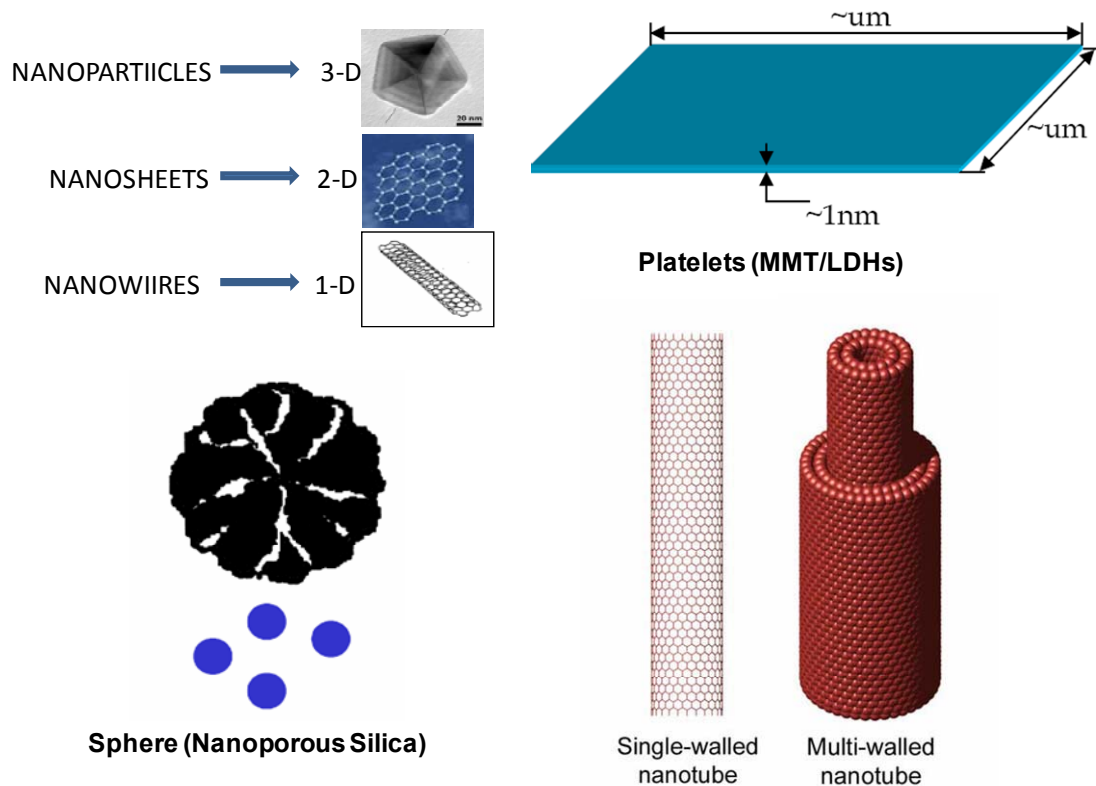 NANOPARTIICLES 3-D
20 nm
NANOSHEETS 2-D
NANOWIIRES 1-D
~um
~um
~1nm
Platelets (MMT/LDHs)
Sphere (Nanoporous Silica)
Single-walled
nanotube
Multi-walled
nanotube